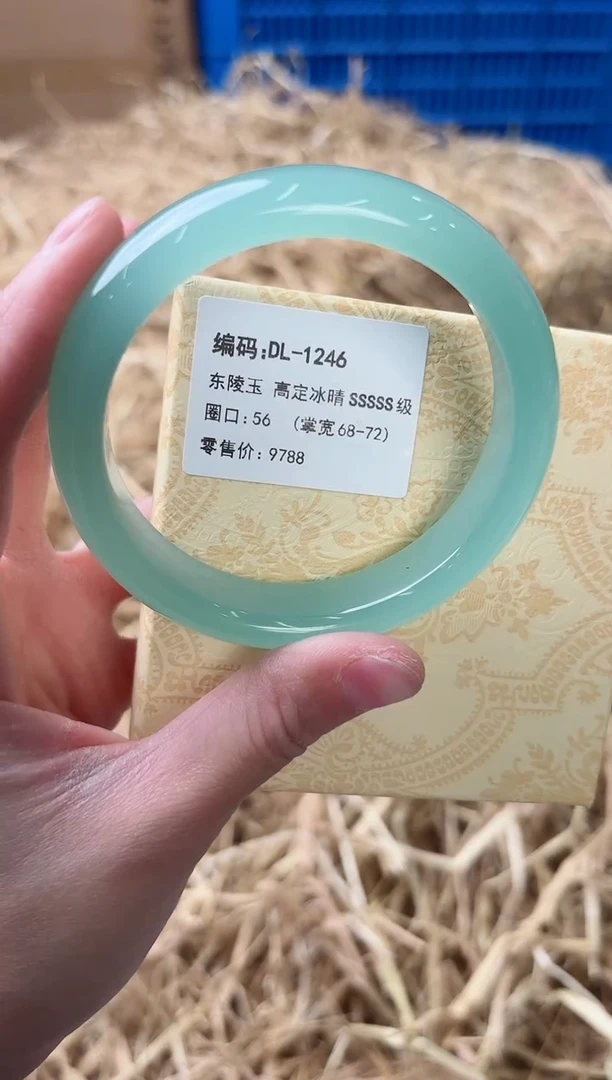 编码:DL-1246
东陵玉 高定冰晴SSSSS级
圈口:56 (掌宽68-72)
零售价:9788